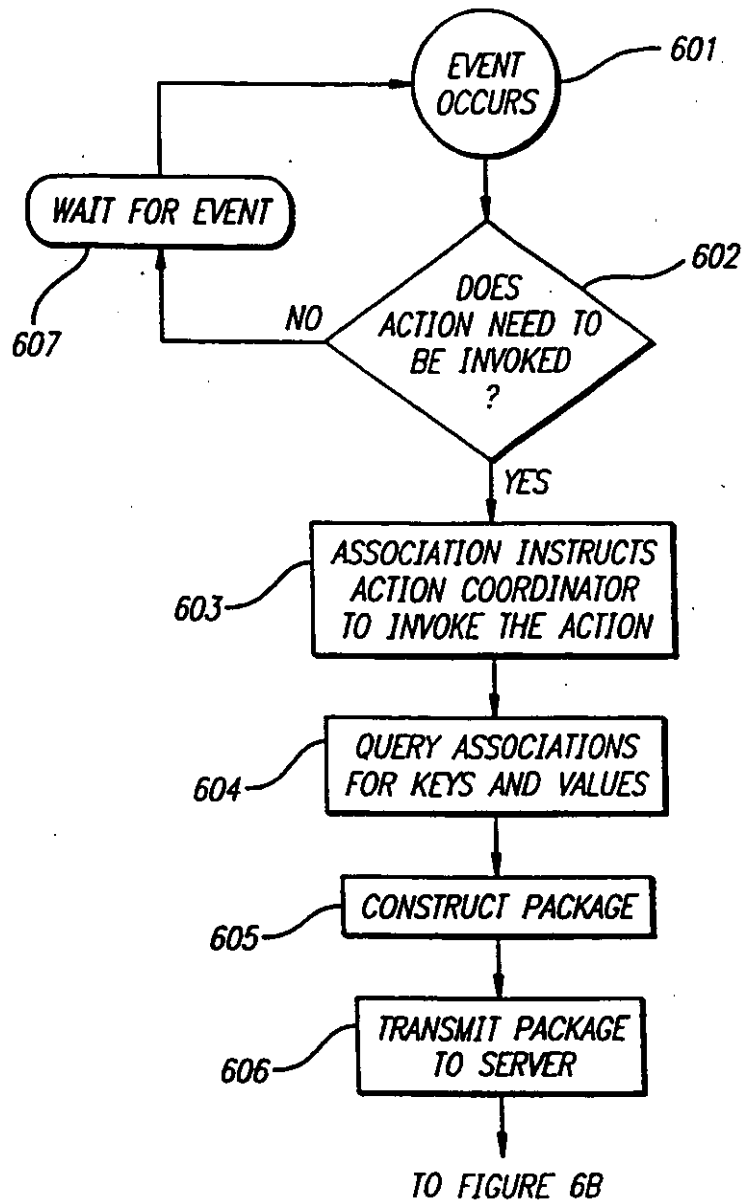 EVENT
OCCURS
601
WAIT FOR EVENT
607
DOES
ACTION NEED TO
BE INVOKED
?
602
NO
YES
ASSOCIATION INSTRUCTS
ACTION COORDINATOR
TO INVOKE THE ACTION
603
QUERY ASSOCIATIONS
FOR KEYS AND VALUES
604
CONSTRUCT PACKAGE
605
TRANSMIT PACKAGE
TO SERVER
606
TO FIGURE 6B